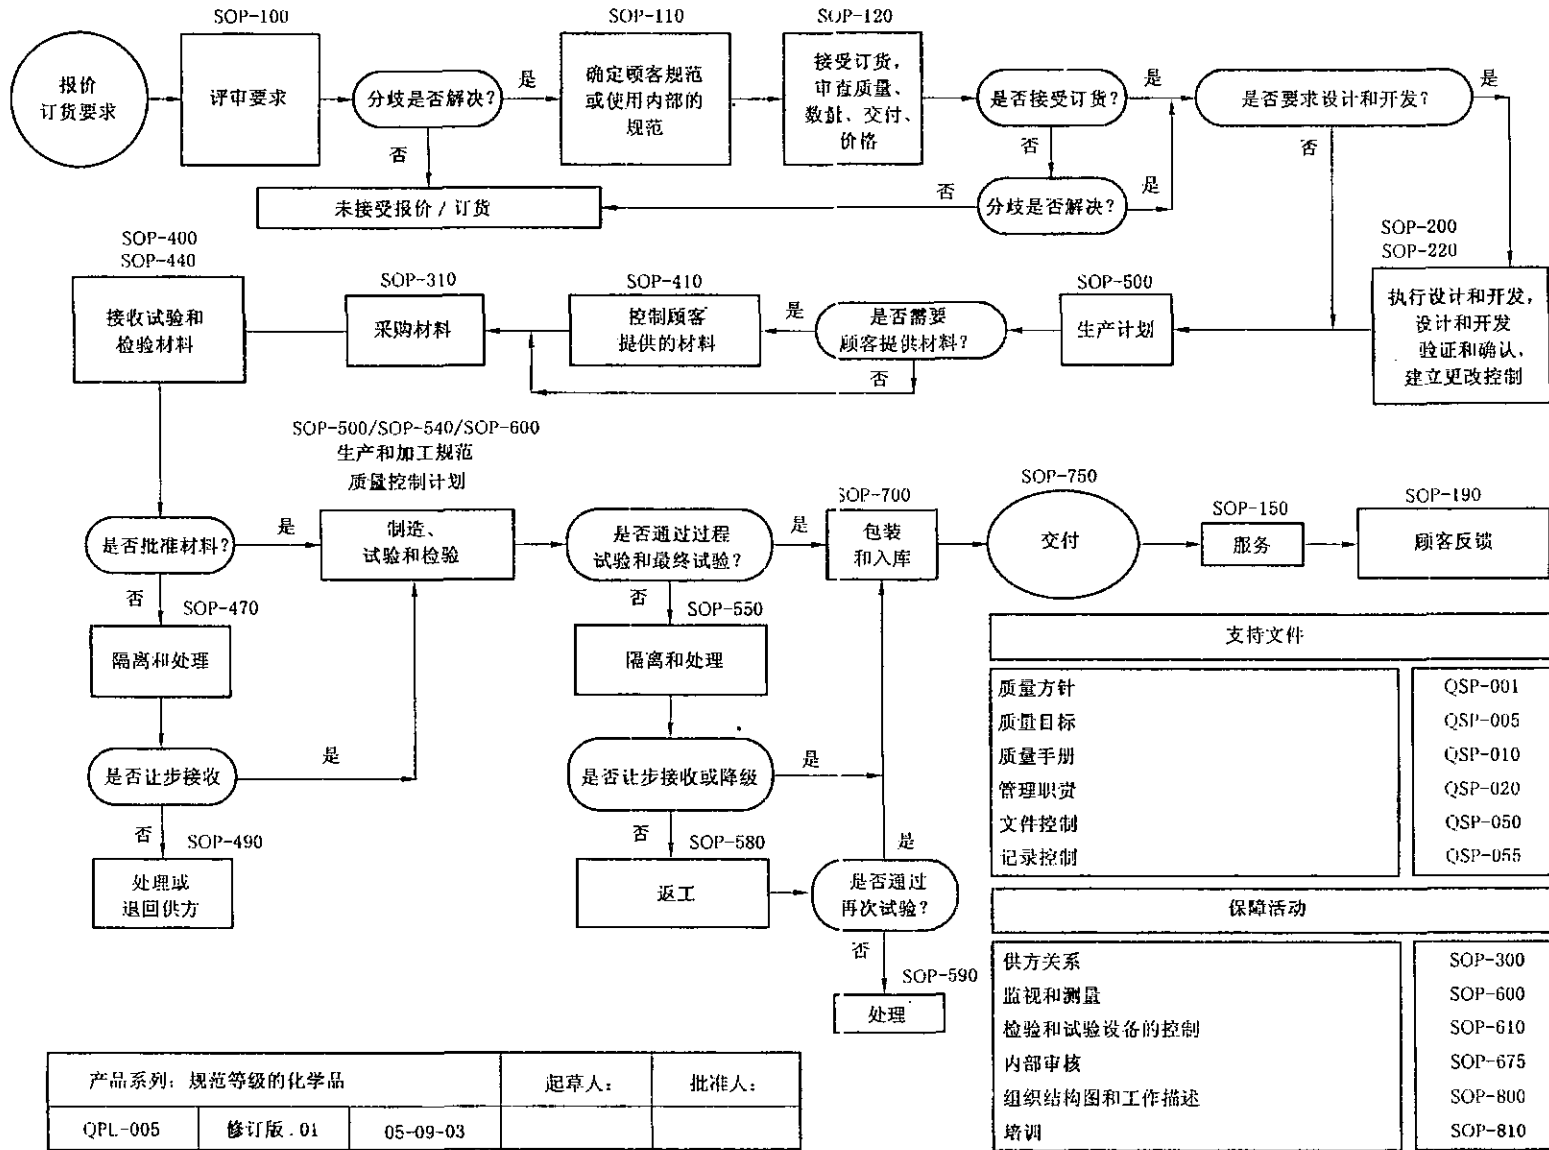 SOP-100
SOP-110
SOP-120
报价
订货要求
评审要求
分歧是否解决?
是
否
确定顾客规范
或使用内部的
规范
接受订货,
审查质量、
数量、交付、
价格
是否接受订货?
是
否
是否要求设计和开发?
是
否
未接受报价/订货
否
分歧是否解决?
是
SOP-200
SOP-220
执行设计和开发,
设计和开发
验证和确认,
建立更改控制
SOP-500
生产计划
是否需要
顾客提供材料?
是
否
SOP-410
控制顾客
提供的材料
SOP-310
采购材料
SOP-400
SOP-440
接收试验和
检验材料
SOP-500/SOP-540/SOP-600
生产和加工规范
质量控制计划
是否批准材料?
是
否
制造、
试验和检验
是否通过过程
试验和最终试验?
是
否
SOP-700
包装
和入库
SOP-750
交付
SOP-150
服务
SOP-190
顾客反馈
SOP-470
隔离和处理
是否让步接收
是
否
SOP-490
处理或
退回供方
SOP-550
隔离和处理
是否让步接收或降级
是
否
SOP-580
返工
是否通过
再次试验?
是
否
SOP-590
处理
支持文件
质量方针 QSP-001
质量目标 QSP-005
质量手册 QSP-010
管理职责 QSP-020
文件控制 QSP-050
记录控制 QSP-055
保障活动
供方关系 SOP-300
监视和测量 SOP-600
检验和试验设备的控制 SOP-610
内部审核 SOP-675
组织结构图和工作描述 SOP-800
培训 SOP-810
产品系列:规范等级的化学品 起草人: 批准人:
QPL-005 修订版.01 05-09-03